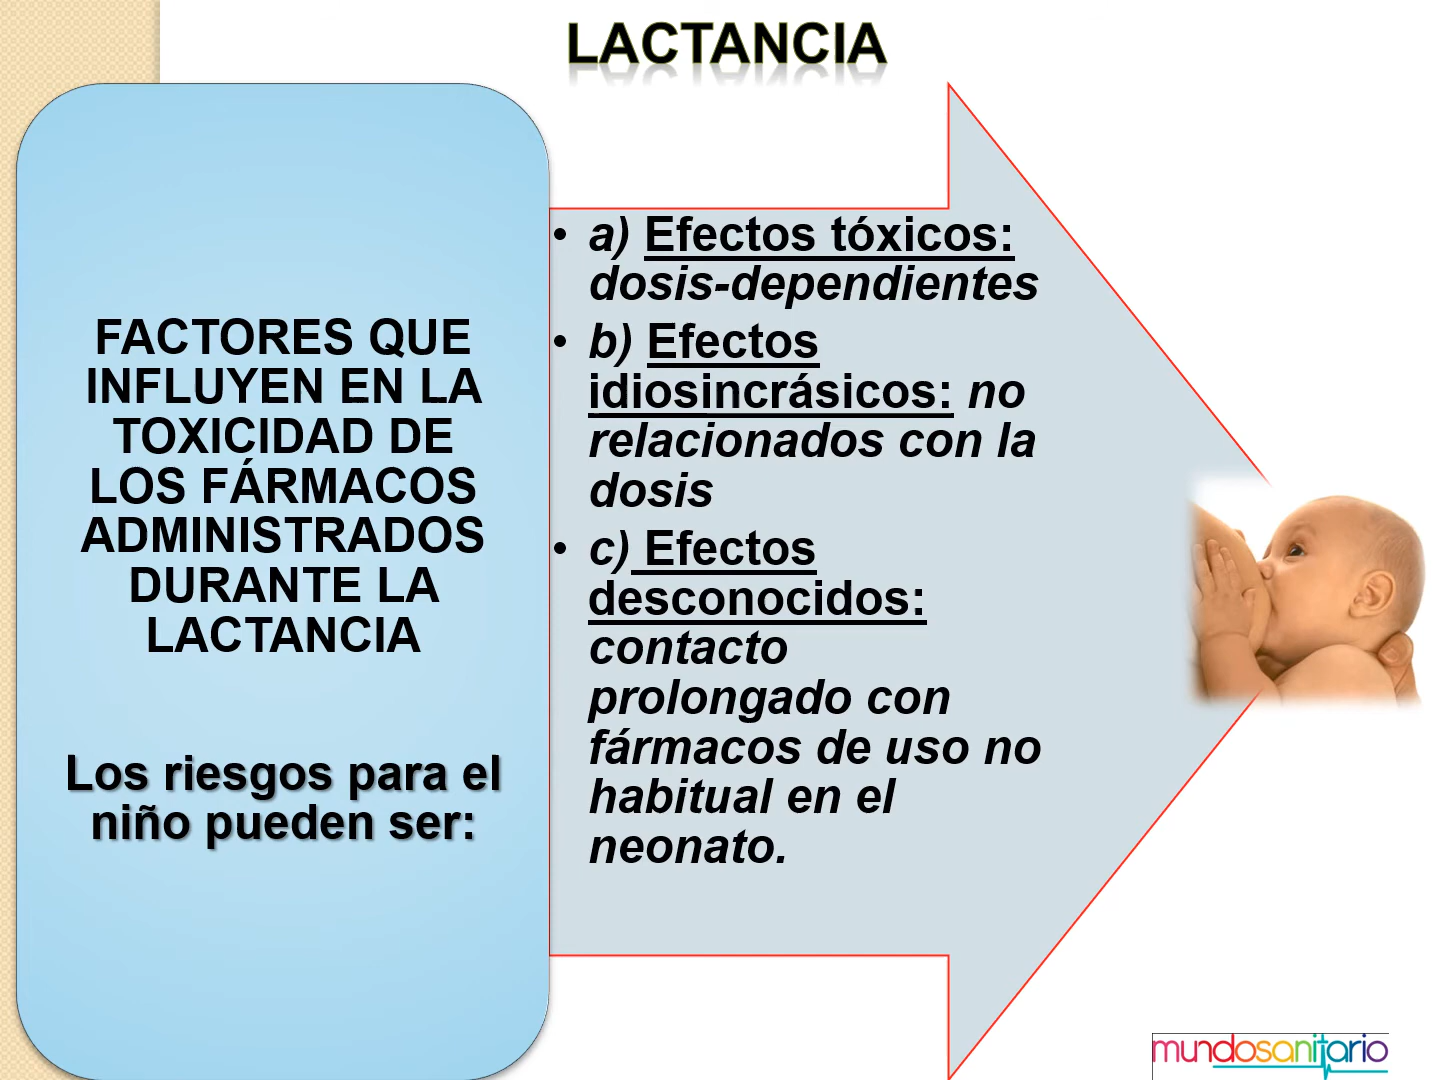 LACTANCIA
FACTORES QUE
INFLUYEN EN LA
TOXICIDAD DE
LOS FÁRMACOS
ADMINISTRADOS
DURANTE LA
LACTANCIA
Los riesgos para el
niño pueden ser:
• a) Efectos tóxicos:
dosis-dependientes
• b) Efectos
idiosincrásicos: no
relacionados con la
dosis
• c) Efectos
desconocidos:
contacto
prolongado con
fármacos de uso no
habitual en el
neonato.
mundosanitario